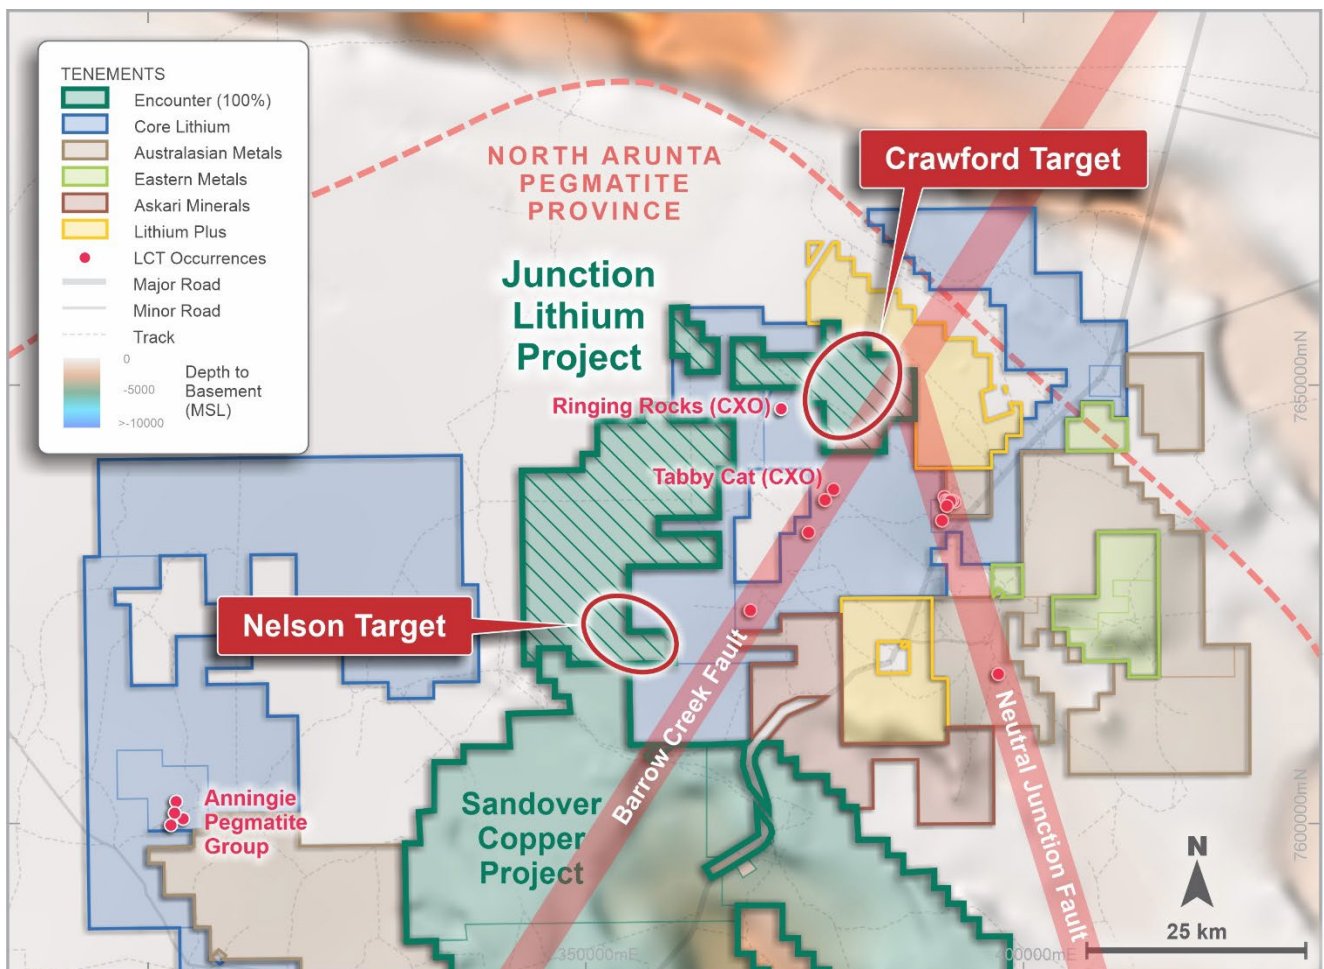 TENEMENTS
Encounter (100%)
Core Lithium
Australasian Metals
Eastern Metals
Askari Minerals
Lithium Plus
LCT Occurrences
Major Road
Minor Road
Track
0
-5000
>-10000
Depth to
Basement
(MSL)
NORTH ARUNTA
PEGMATITE
PROVINCE
Crawford Target
Junction
Lithium
Project
Ringing Rocks (CXO)
Tabby Cat (CXO)
7650000mN
Nelson Target
Barrow Creek Fault
Neutral Junction Fault
Anningie
Pegmatite
Group
Sandover
Copper
Project
7600000mN
N
25 km
350000mE
400000mE